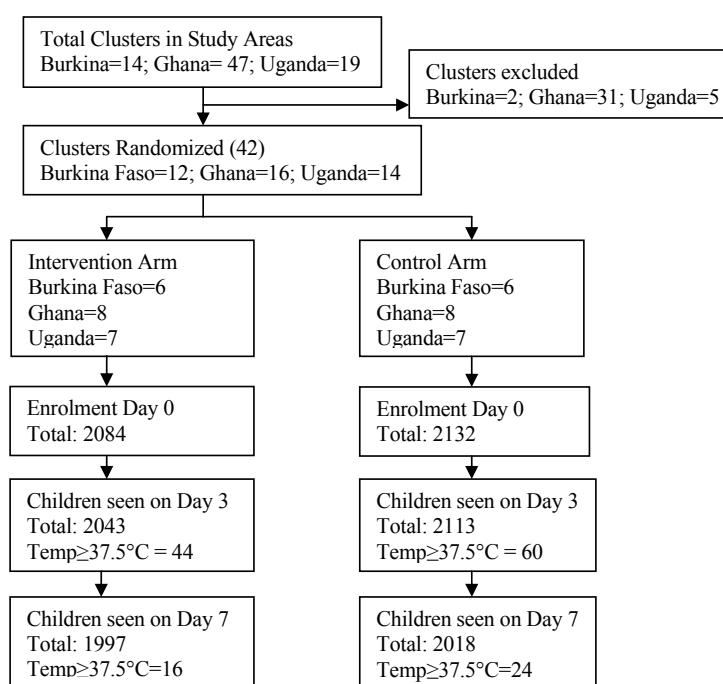 Total Clusters in Study Areas
Burkina=14; Ghana= 47; Uganda=19
Clusters excluded
Burkina=2; Ghana=31; Uganda=5
Clusters Randomized (42)
Burkina Faso=12; Ghana=16; Uganda=14
Intervention Arm
Burkina Faso=6
Ghana=8
Uganda=7
Control Arm
Burkina Faso=6
Ghana=8
Uganda=7
Enrolment Day 0
Total: 2084
Enrolment Day 0
Total: 2132
Children seen on Day 3
Total: 2043
Temp≥37.5°C = 44
Children seen on Day 3
Total: 2113
Temp≥37.5°C = 60
Children seen on Day 7
Total: 1997
Temp≥37.5°C=16
Children seen on Day 7
Total: 2018
Temp≥37.5°C=24